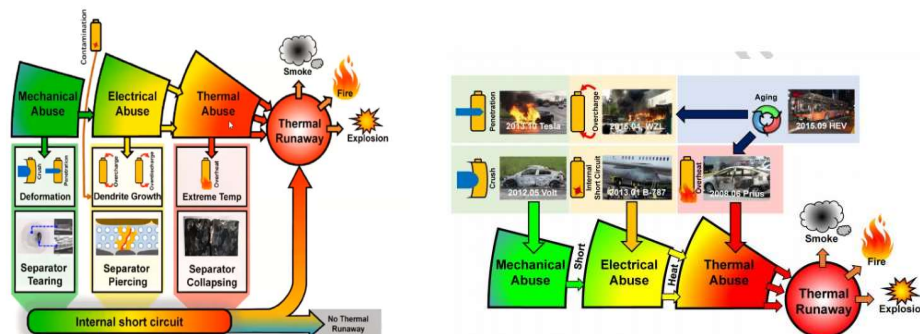 Contamination
Mechanical
Abuse
Electrical
Abuse
Thermal
Abuse
Thermal
Runaway
Smoke
Fire
Explosion
Crush
Penetration
Deformation
Overcharge
Overdischarge
Dendrite Growth
Overheat
Extreme Temp
Separator
Tearing
Separator
Piercing
Separator
Collapsing
Internal short circuit
No Thermal
Runaway
Penetration
2013.10 Tesla
Overcharge
2015.04, WZL
Aging
2015.09 HEV
Crush
2012.05 Volt
Internal
Short Circuit
2013.01 B-787
Overheat
2008.06 Prius
Mechanical
Abuse
Short
Electrical
Abuse
Heat
Thermal
Abuse
Thermal
Runaway
Smoke
Fire
Explosion